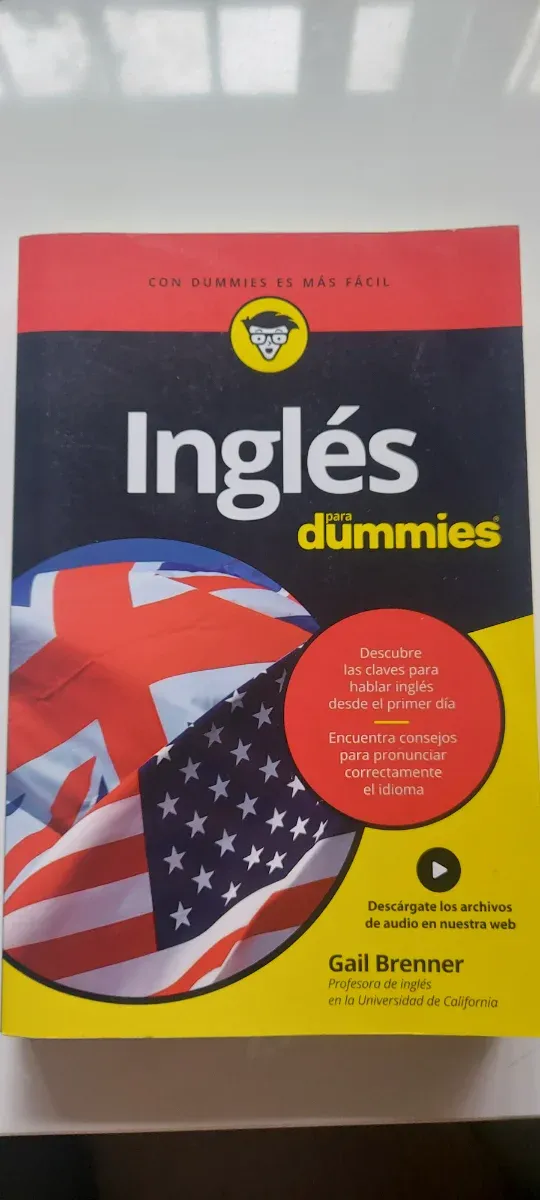 CON DUMMIES ES MÁS FÁCIL
Inglés
para
dummies®
Descubre
las claves para
hablar inglés
desde el primer día
Encuentra consejos
para pronunciar
correctamente
el idioma
Descárgate los archivos
de audio en nuestra web
Gail Brenner
Profesora de inglés
en la Universidad de California